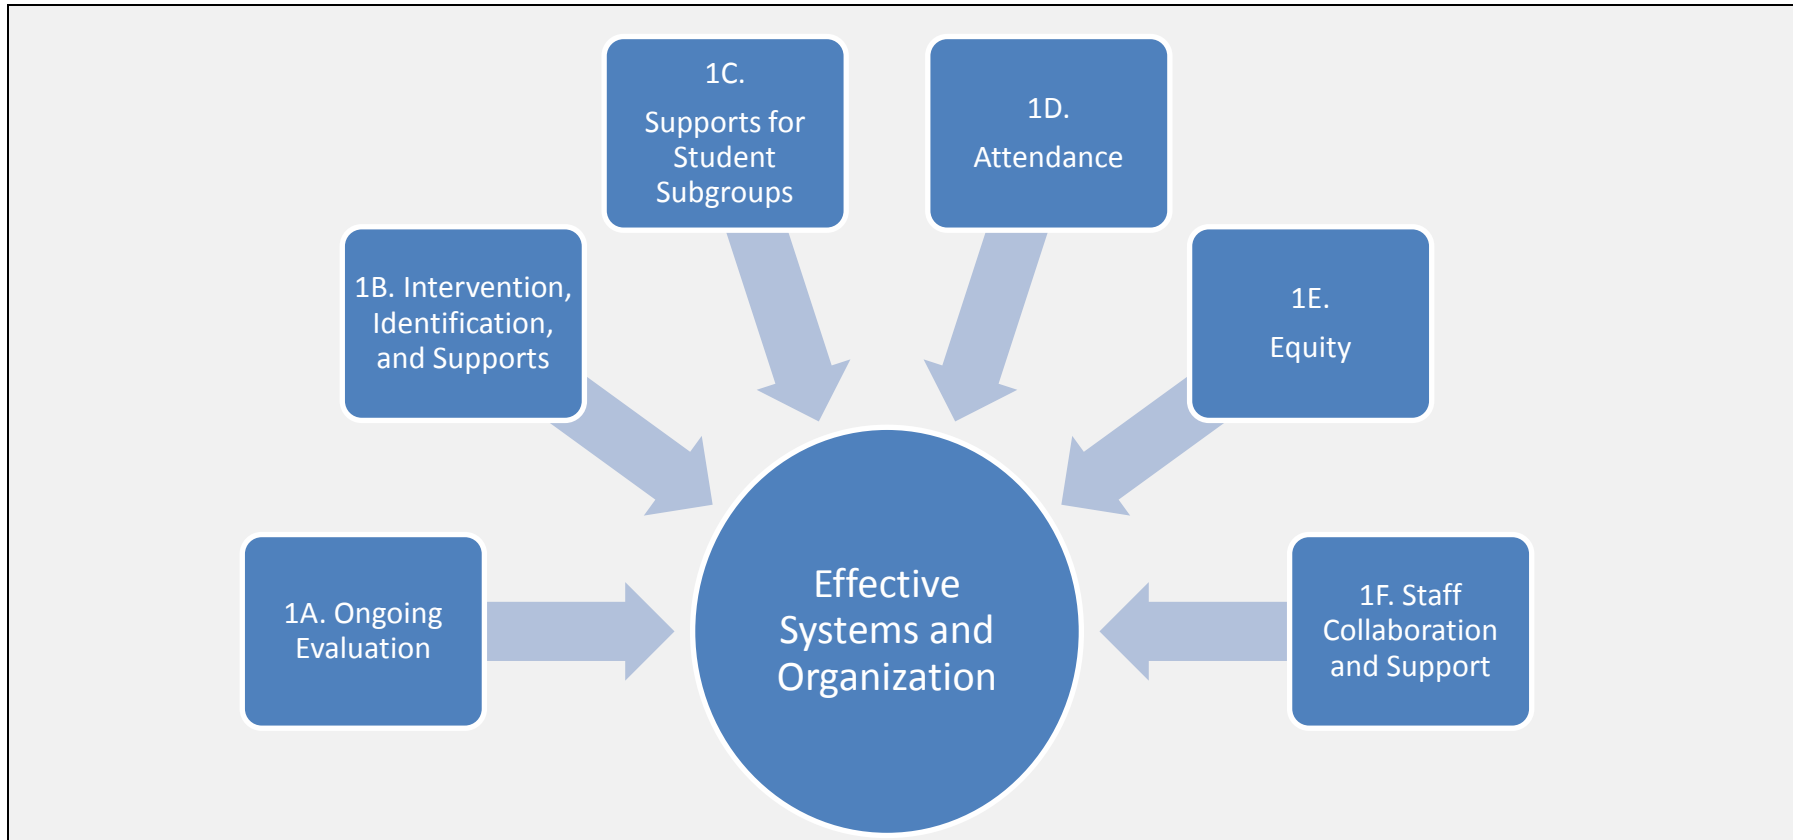 1C.
Supports for
Student
Subgroups
1D.
Attendance
1B. Intervention,
Identification,
and Supports
1E.
Equity
1A. Ongoing
Evaluation
Effective
Systems and
Organization
1F. Staff
Collaboration
and Support